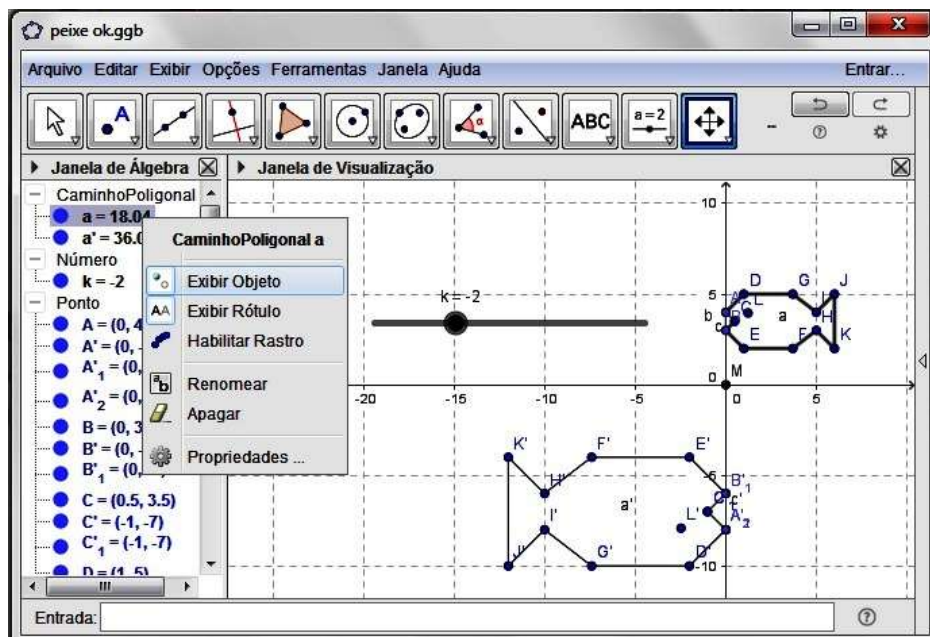 peixe ok.ggb
Arquivo Editar Exibir Opções Ferramentas Janela Ajuda
Entrar...
A
α
ABC
a=2
Janela de Álgebra
Janela de Visualização
CaminhoPoligonal
a = 18.04
a' = 36.0
Número
k = -2
Ponto
A = (0, 4
A' = (0, -
A'1 = (0,
A'2 = (0,
B = (0, 3
B' = (0, -
B'1 = (0,
C = (0.5, 3.5)
C' = (-1, -7)
C'1 = (-1, -7)
D = (1, 5)
CaminhoPoligonal a
Exibir Objeto
AA Exibir Rótulo
Habilitar Rastro
ab Renomear
Apagar
Propriedades ...
k = -2
10
5
D G J
A L I
b B C a H
c E F K
0 M
-20 -15 -10 -5 0 5
K' F' E'
-5
H' B'1
a' C' c'
I' L' A'2
J' G' D'
-10
Entrada: